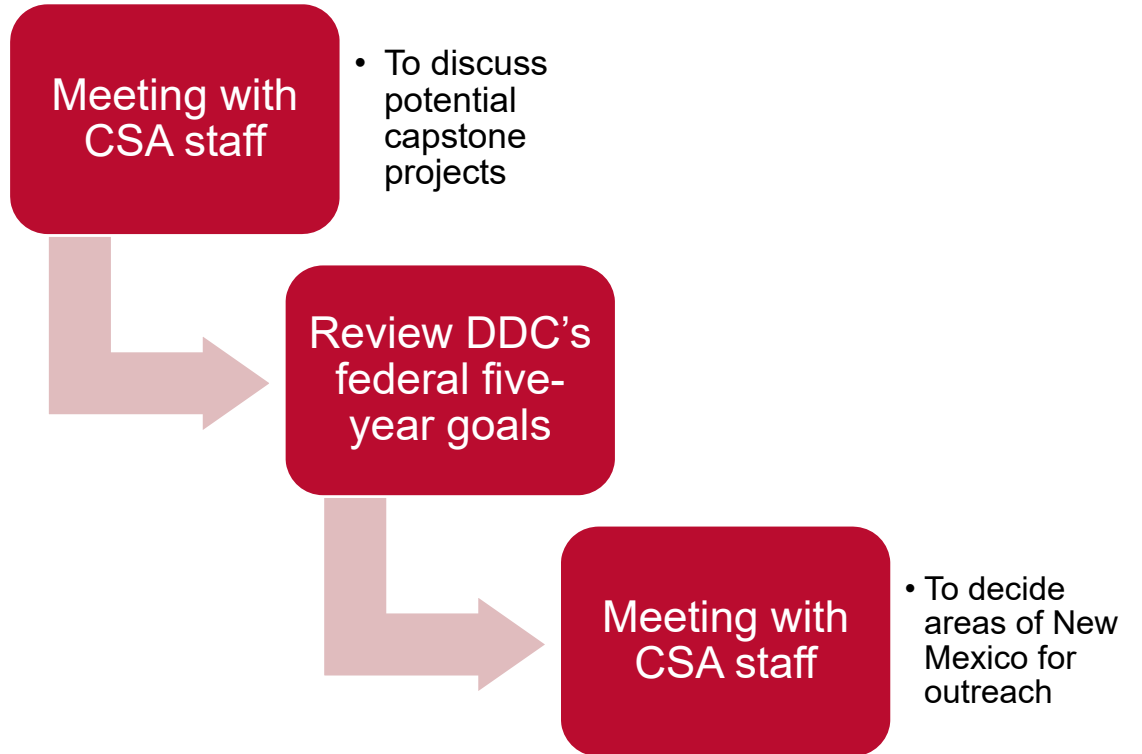 Meeting with
CSA staff
• To discuss
potential
capstone
projects
Review DDC’s
federal five-
year goals
Meeting with
CSA staff
• To decide
areas of New
Mexico for
outreach